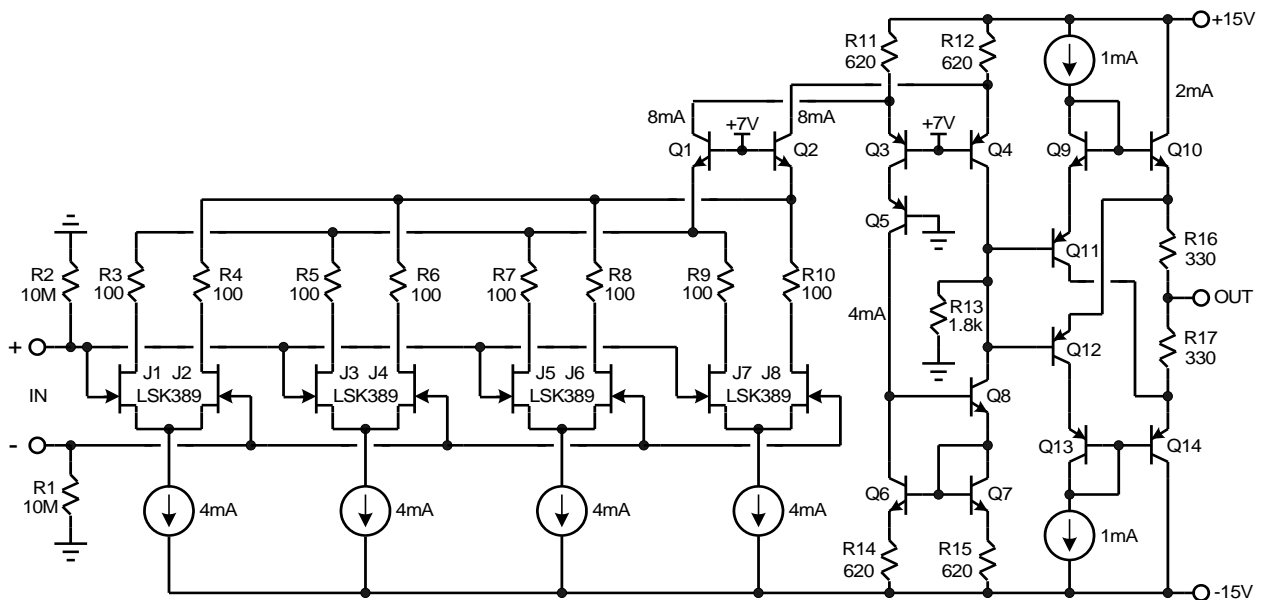 +15V
R11
620
R12
620
1mA
2mA
8mA
8mA
+7V
+7V
Q1
Q2
Q3
Q4
Q9
Q10
Q5
R2
10M
R3
100
R4
100
R5
100
R6
100
R7
100
R8
100
R9
100
R10
100
Q11
R16
330
OUT
4mA
R13
1.8k
+
IN
-
J1 J2
LSK389
J3 J4
LSK389
J5 J6
LSK389
J7 J8
LSK389
Q12
R17
330
Q8
Q13
Q14
R1
10M
4mA
4mA
4mA
4mA
Q6
Q7
R14
620
R15
620
1mA
-15V